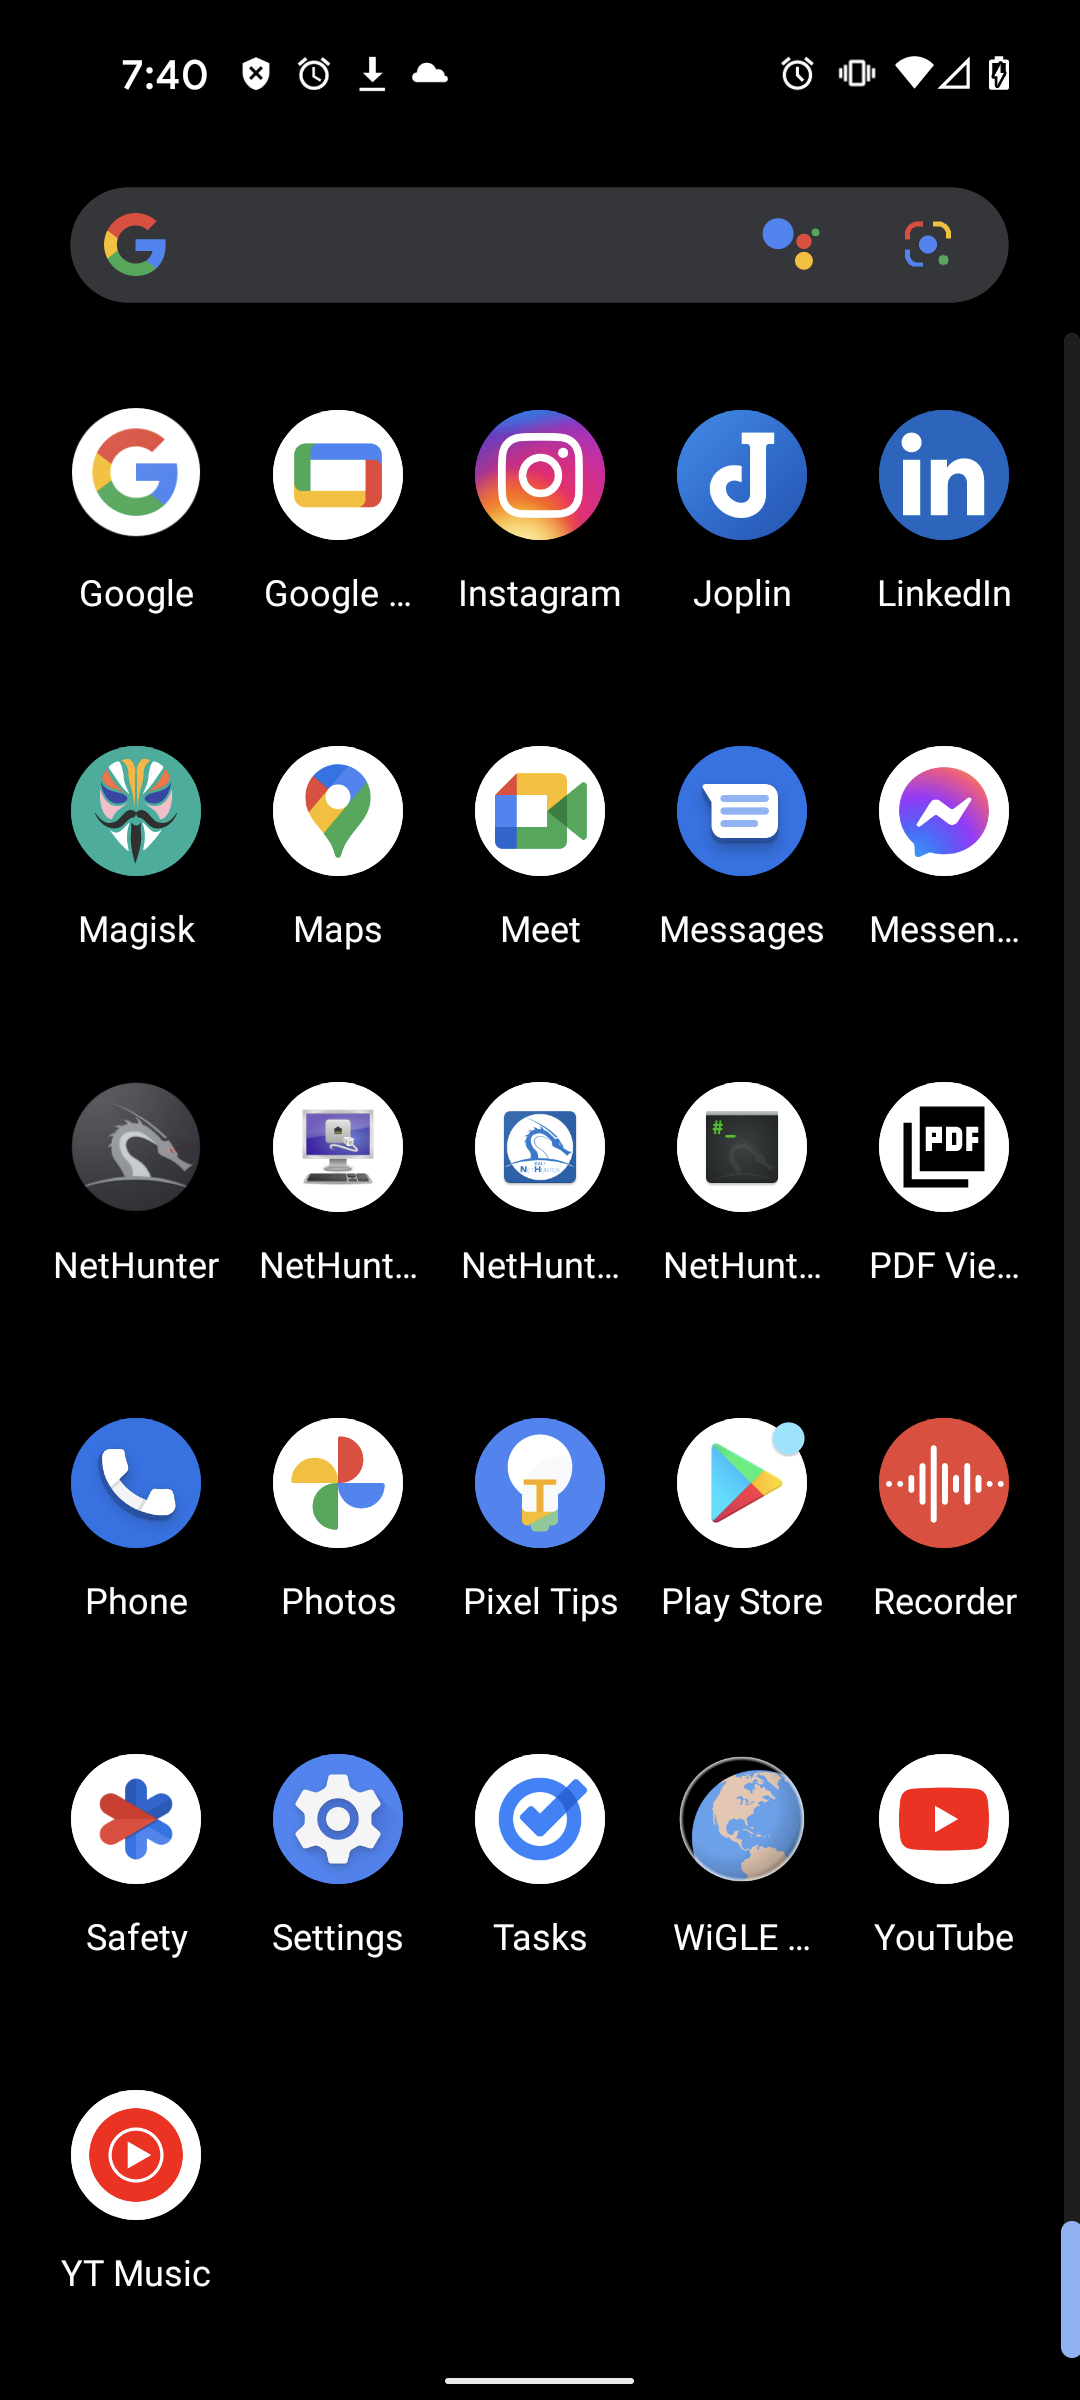 7:40
Google
Google ...
Instagram
Joplin
LinkedIn
Magisk
Maps
Meet
Messages
Messen...
NetHunter
NetHunt...
NetHunt...
#_
NetHunt...
PDF
PDF Vie...
Phone
Photos
Pixel Tips
Play Store
Recorder
Safety
Settings
Tasks
WiGLE ...
YouTube
YT Music